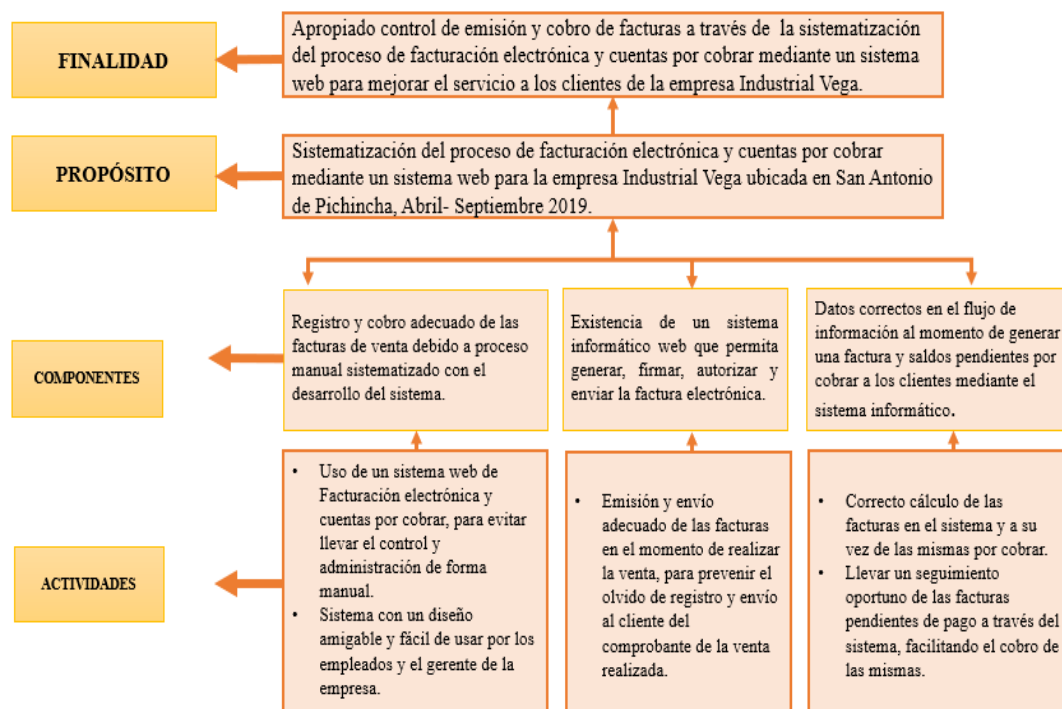 FINALIDAD
Apropiado control de emisión y cobro de facturas a través de la sistematización
del proceso de facturación electrónica y cuentas por cobrar mediante un sistema
web para mejorar el servicio a los clientes de la empresa Industrial Vega.
PROPÓSITO
Sistematización del proceso de facturación electrónica y cuentas por cobrar
mediante un sistema web para la empresa Industrial Vega ubicada en San Antonio
de Pichincha, Abril- Septiembre 2019.
COMPONENTES
Registro y cobro adecuado de las
facturas de venta debido a proceso
manual sistematizado con el
desarrollo del sistema.
Existencia de un sistema
informático web que permita
generar, firmar, autorizar y
enviar la factura electrónica.
Datos correctos en el flujo de
información al momento de generar
una factura y saldos pendientes por
cobrar a los clientes mediante el
sistema informático.
ACTIVIDADES
• Uso de un sistema web de
Facturación electrónica y
cuentas por cobrar, para evitar
llevar el control y
administración de forma
manual.
• Sistema con un diseño
amigable y fácil de usar por los
empleados y el gerente de la
empresa.
• Emisión y envío
adecuado de las facturas
en el momento de realizar
la venta, para prevenir el
olvido de registro y envío
al cliente del
comprobante de la venta
realizada.
• Correcto cálculo de las
facturas en el sistema y a su
vez de las mismas por cobrar.
• Llevar un seguimiento
oportuno de las facturas
pendientes de pago a través del
sistema, facilitando el cobro de
las mismas.